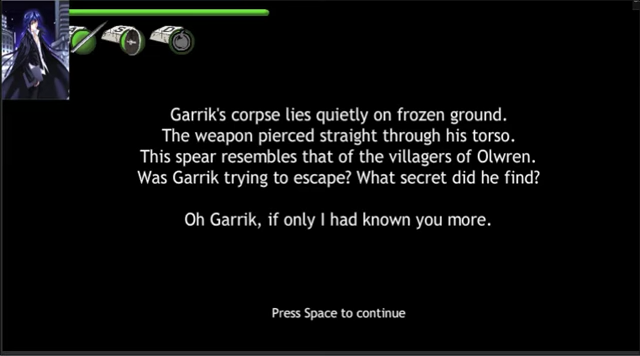 Garrik's corpse lies quietly on frozen ground.
The weapon pierced straight through his torso.
This spear resembles that of the villagers of Olwren.
Was Garrik trying to escape? What secret did he find?
Oh Garrik, if only I had known you more.
Press Space to continue